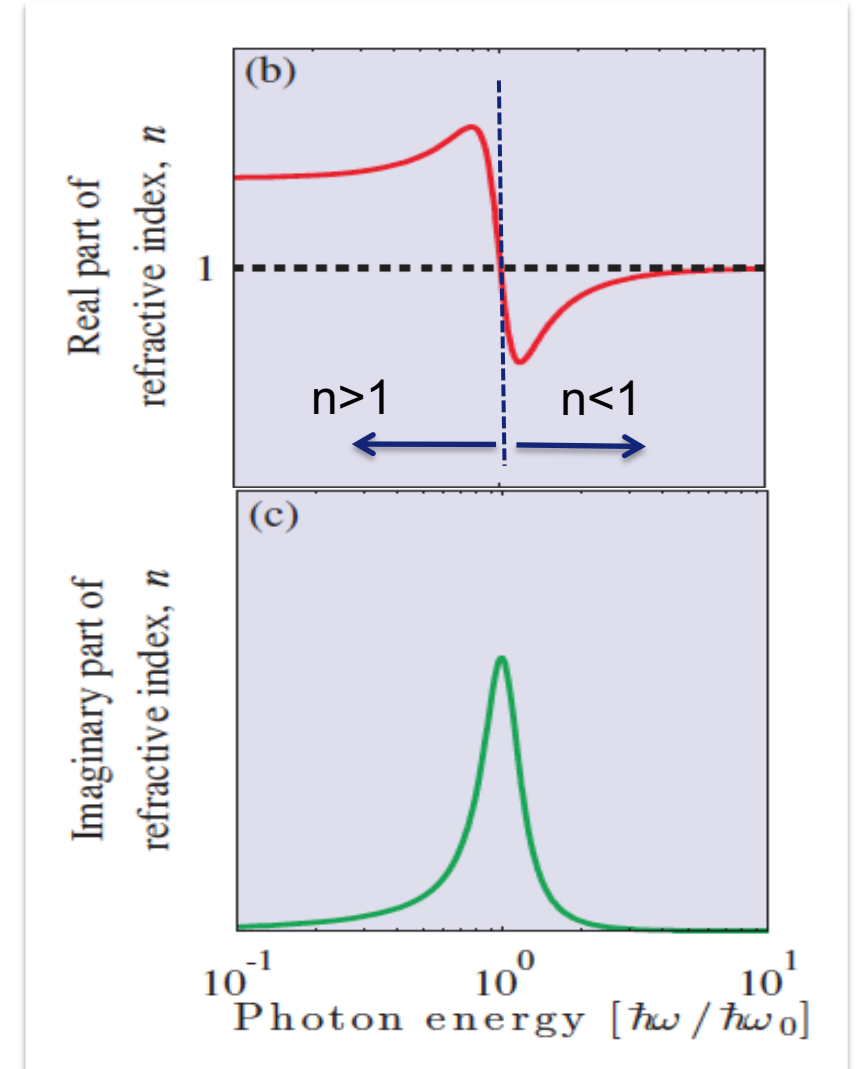 (b)
Real part of
refractive index, n
1
n>1
n<1
(c)
Imaginary part of
refractive index, n
10^-1
10^0
10^1
Photon energy [ħω/ħω₀]